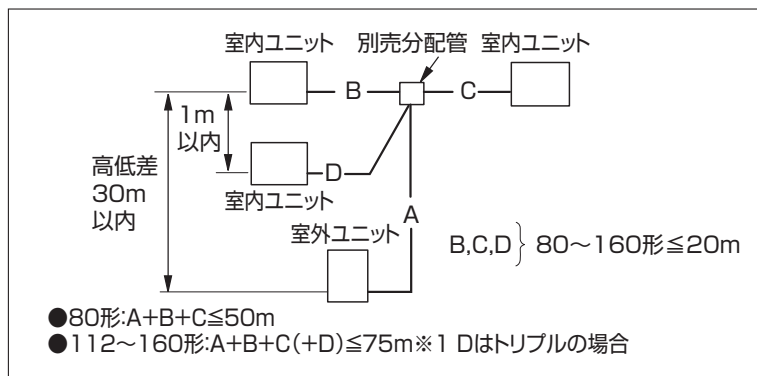 室内ユニット 別売分配管 室内ユニット
B C
1m
以内
高低差
30m
以内
D
室内ユニット
A
室外ユニット
B,C,D} 80～160形≦20m
●80形:A+B+C≦50m
●112～160形:A+B+C(+D)≦75m※1 Dはトリプルの場合